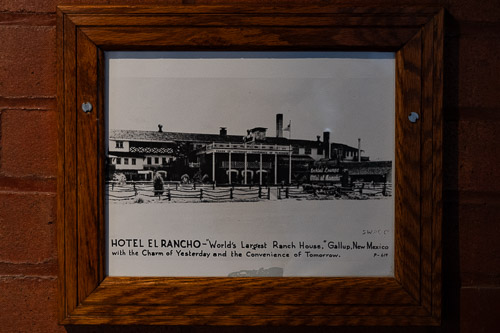 HOTEL EL RANCHO-"World's Largest Ranch House," Gallup, New Mexico
with the Charm of Yesterday and the Convenience of Tomorrow.